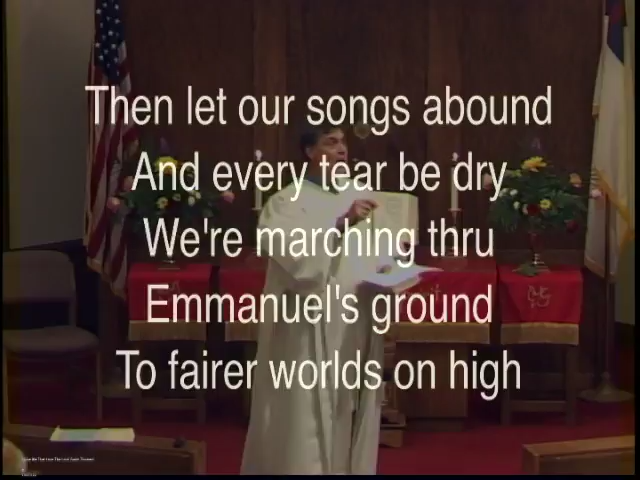 Then let our songs abound
And every tear be dry
We're marching thru
Emmanuel's ground
To fairer worlds on high